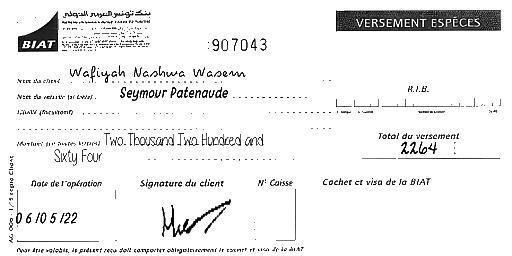 بنك تونس العربي الدولي
BIAT
907043
VERSEMENT ESPÈCES
Nom du client Wafiyah Nashwa Wasem
R.I.B.
Nom du remettant (si tiers) Seymour Patenaude
Libellé (facultatif)
Montant (en toutes lettres) Two Thousand Two Hundred and
Sixty Four
Total du versement
2264
Date de l'opération
Signature du client
N° Caisse
Cachet et visa de la BIAT
06/05/22
Pour être valable, le présent reçu doit comporter obligatoirement le cachet et visa de la BIAT